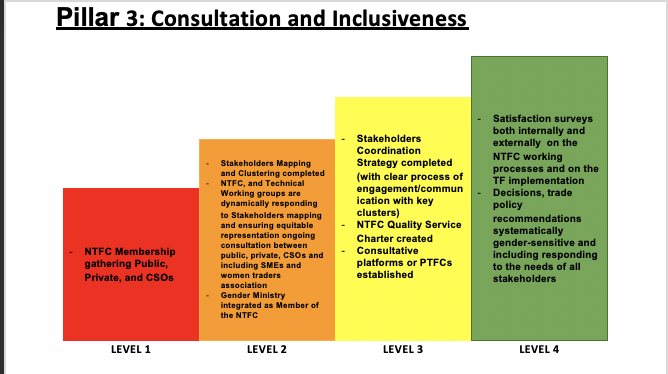 Pillar 3: Consultation and Inclusiveness
- NTFC Membership
gathering Public,
Private, and CSOs
- Stakeholders Mapping
and Clustering completed
- NTFC, and Technical
Working groups are
dynamically responding
to Stakeholders mapping
and ensuring equitable
representation ongoing
consultation between
public, private, CSOs and
including SMEs and
women traders
association
- Gender Ministry
integrated as Member of
the NTFC
- Stakeholders
Coordination
Strategy completed
(with clear process of
engagement/commun
ication with key
clusters)
- NTFC Quality Service
Charter created
- Consultative
platforms or PTFCs
established
- Satisfaction surveys
both internally and
externally on the
NTFC working
processes and on the
TF implementation
- Decisions, trade
policy
recommendations
systematically
gender-sensitive and
including responding
to the needs of all
stakeholders
LEVEL 1
LEVEL 2
LEVEL 3
LEVEL 4